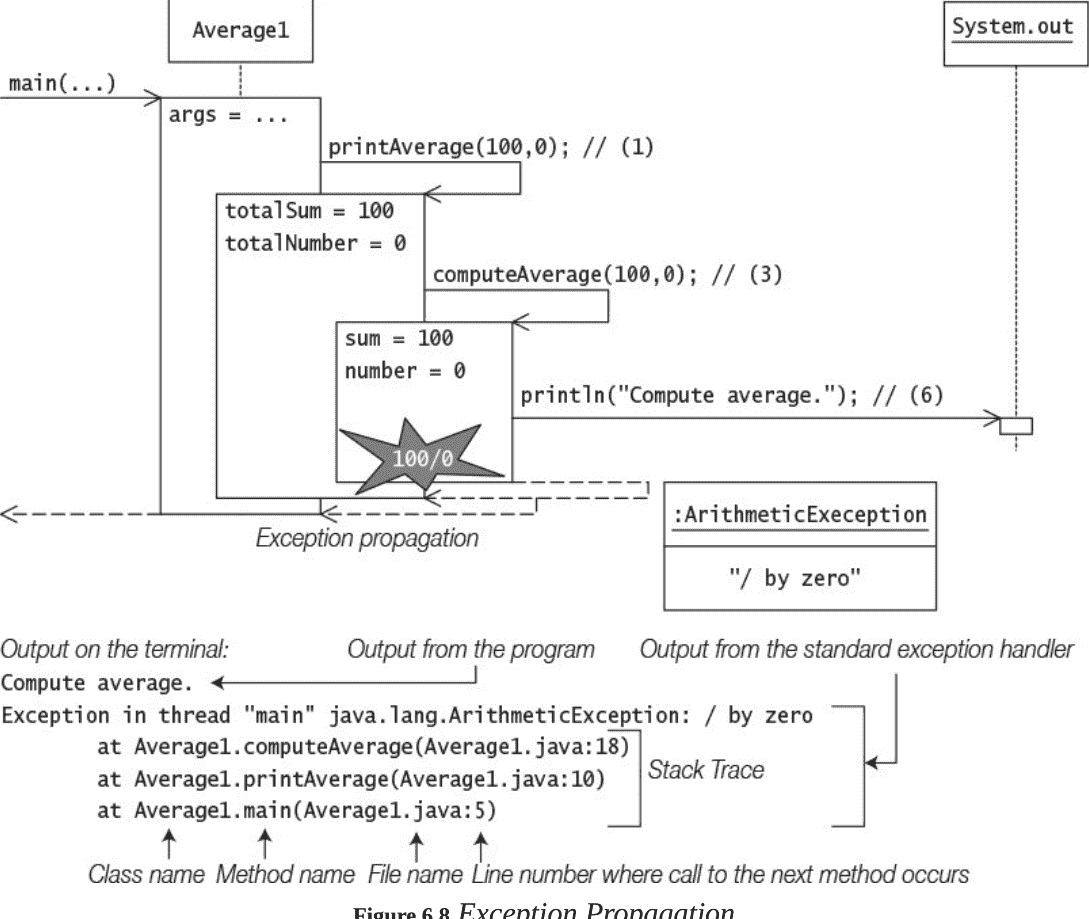 Average1
System.out
main(...)
args = ...
printAverage(100,0); // (1)
totalSum = 100
totalNumber = 0
computeAverage(100,0); // (3)
sum = 100
number = 0
println("Compute average."); // (6)
100/0
:ArithmeticExeception
"/ by zero"
Exception propagation
Output on the terminal:
Output from the program
Output from the standard exception handler
Compute average.
Exception in thread "main" java.lang.ArithmeticException: / by zero
at Average1.computeAverage(Average1.java:18)
at Average1.printAverage(Average1.java:10)
at Average1.main(Average1.java:5)
Stack Trace
Class name
Method name
File name
Line number where call to the next method occurs
Figure 6.8 Exception Propagation